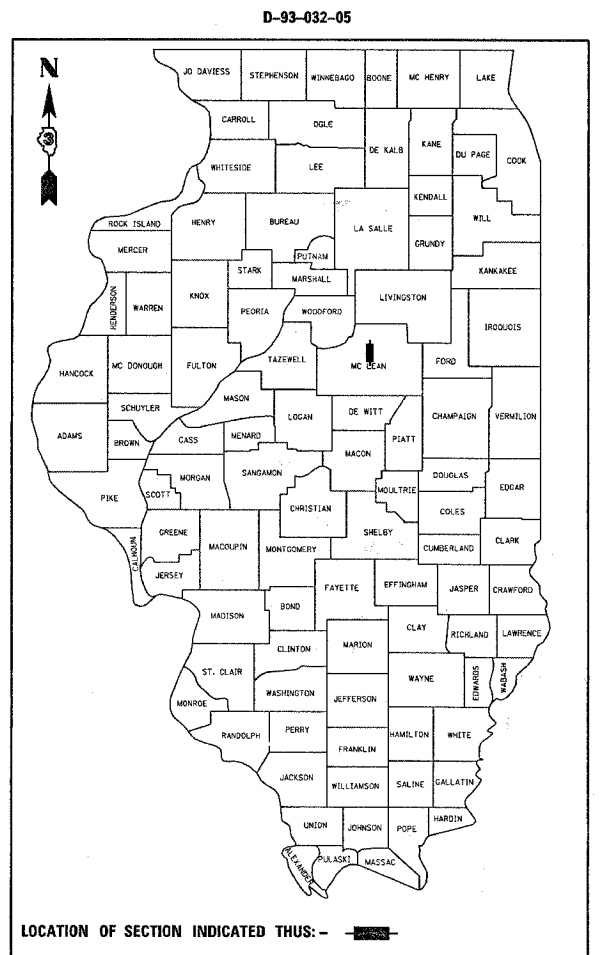 D-93-032-05
N
3
JO DAVIESS STEPHENSON WINNEBAGO BOONE MC HENRY LAKE
CARROLL OGLE
DE KALB KANE DU PAGE COOK
WHITESIDE LEE
KENDALL
ROCK ISLAND HENRY BUREAU LA SALLE WILL
MERCER GRUNDY
PUTNAM
STARK MARSHALL KANKAKEE
HENDERSON WARREN KNOX PEORIA WOODFORD LIVINGSTON IROQUOIS
HANCOCK MC DONOUGH FULTON TAZEWELL MC LEAN FORD
MASON
SCHUYLER LOGAN DE WITT CHAMPAIGN VERMILION
ADAMS BROWN CASS MENARD PIATT
MACON
MORGAN SANGAMON DOUGLAS
PIKE SCOTT MOULTRIE EDGAR
CHRISTIAN COLES
GREENE MACOUPIN MONTGOMERY SHELBY CLARK
CALHOUN CUMBERLAND
JERSEY FAYETTE EFFINGHAM JASPER CRAWFORD
MADISON BOND
CLAY RICHLAND LAWRENCE
CLINTON MARION
ST. CLAIR WAYNE EDWARDS WABASH
WASHINGTON JEFFERSON
MONROE
RANDOLPH PERRY HAMILTON WHITE
FRANKLIN
JACKSON WILLIAMSON SALINE GALLATIN
UNION JOHNSON POPE HARDIN
ALEXANDER PULASKI MASSAC
LOCATION OF SECTION INDICATED THUS: -